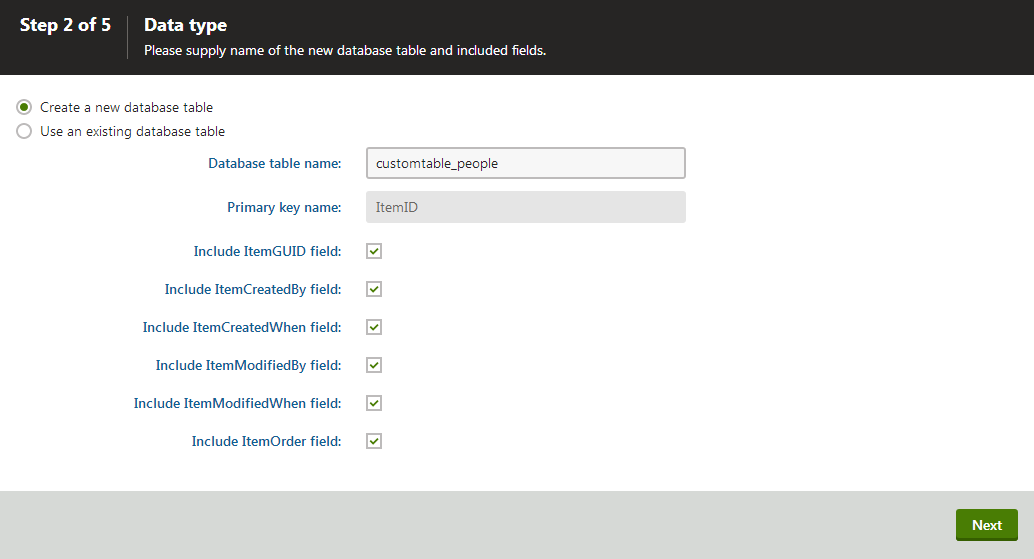 Step 2 of 5
Data type
Please supply name of the new database table and included fields.
Create a new database table
Use an existing database table
Database table name: customtable_people
Primary key name: ItemID
Include ItemGUID field:
Include ItemCreatedBy field:
Include ItemCreatedWhen field:
Include ItemModifiedBy field:
Include ItemModifiedWhen field:
Include ItemOrder field:
Next